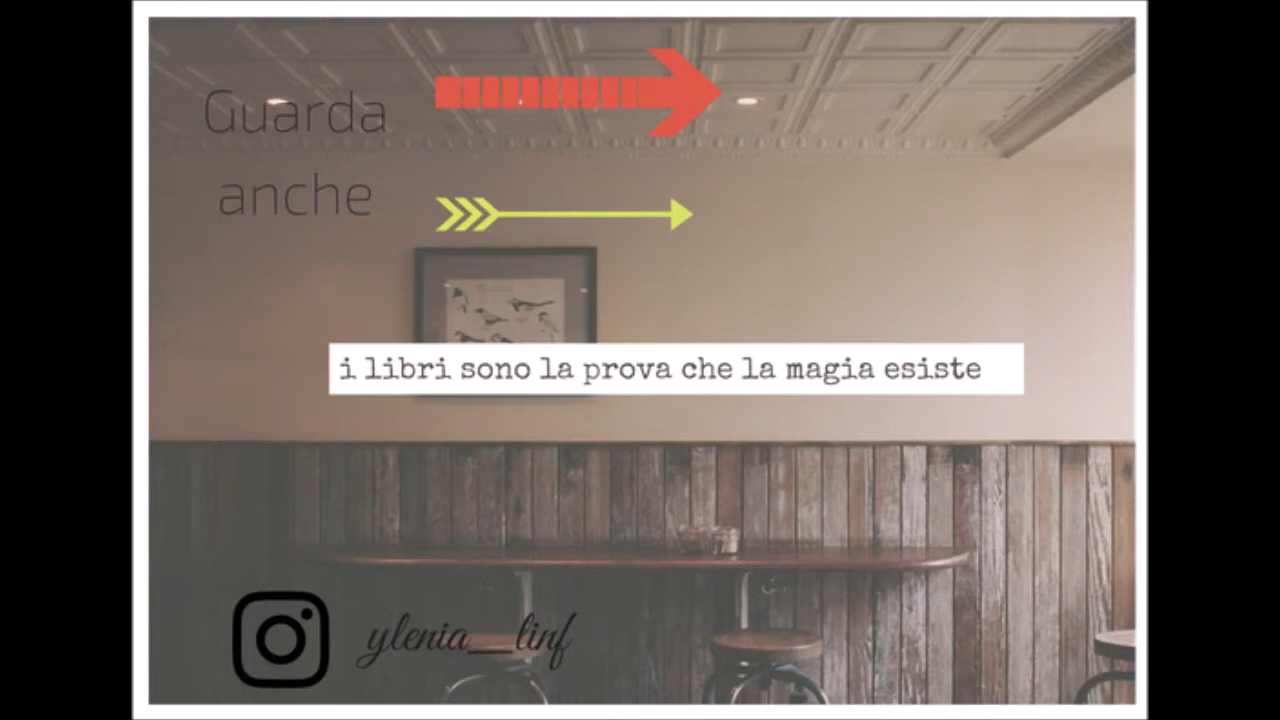 Guarda
anche
i libri sono la prova che la magia esiste
ylenia__linf